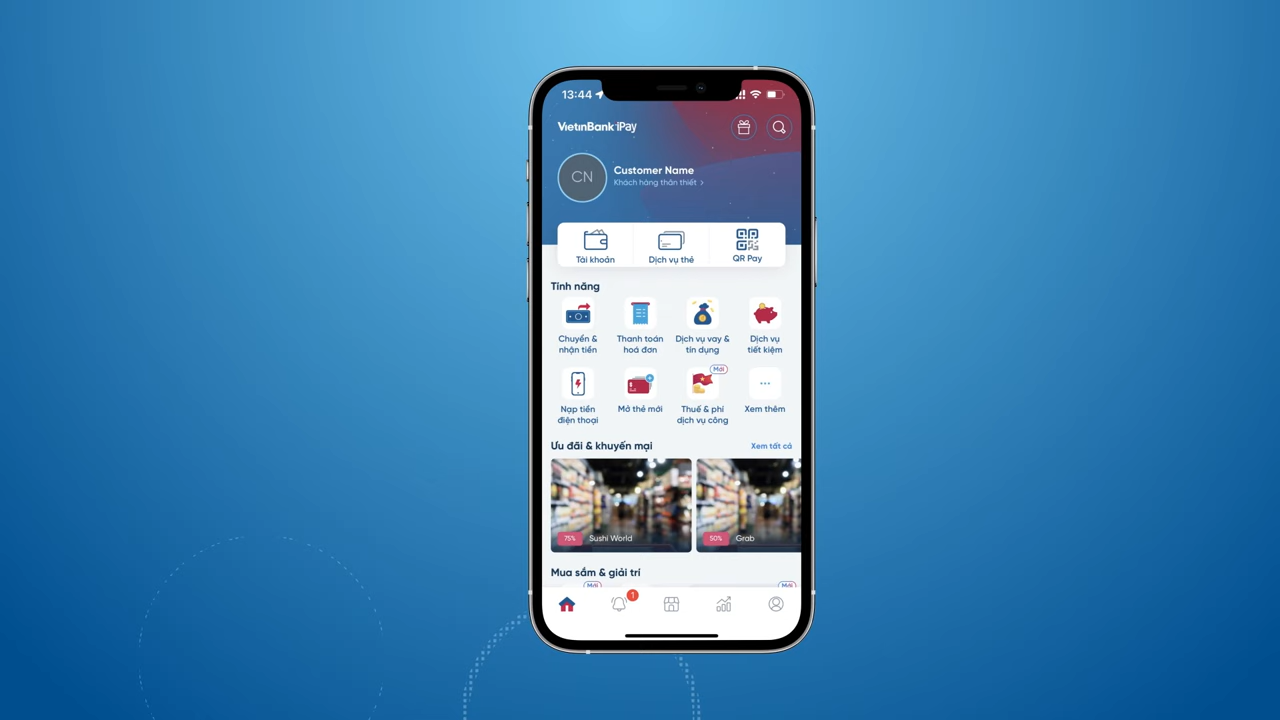 13:44
VietinBank iPay
CN
Customer Name
Khách hàng thân thiết >
Tài khoản
Dịch vụ thẻ
QR Pay
Tính năng
Chuyển &
nhận tiền
Thanh toán
hoá đơn
Dịch vụ vay &
tín dụng
Dịch vụ
tiết kiệm
Nạp tiền
điện thoại
Mở thẻ mới
Mới
Thuế & phí
dịch vụ công
Xem thêm
Ưu đãi & khuyến mại
Xem tất cả
75%
Sushi World
50%
Grab
Mua sắm & giải trí
Mới
Mới
1